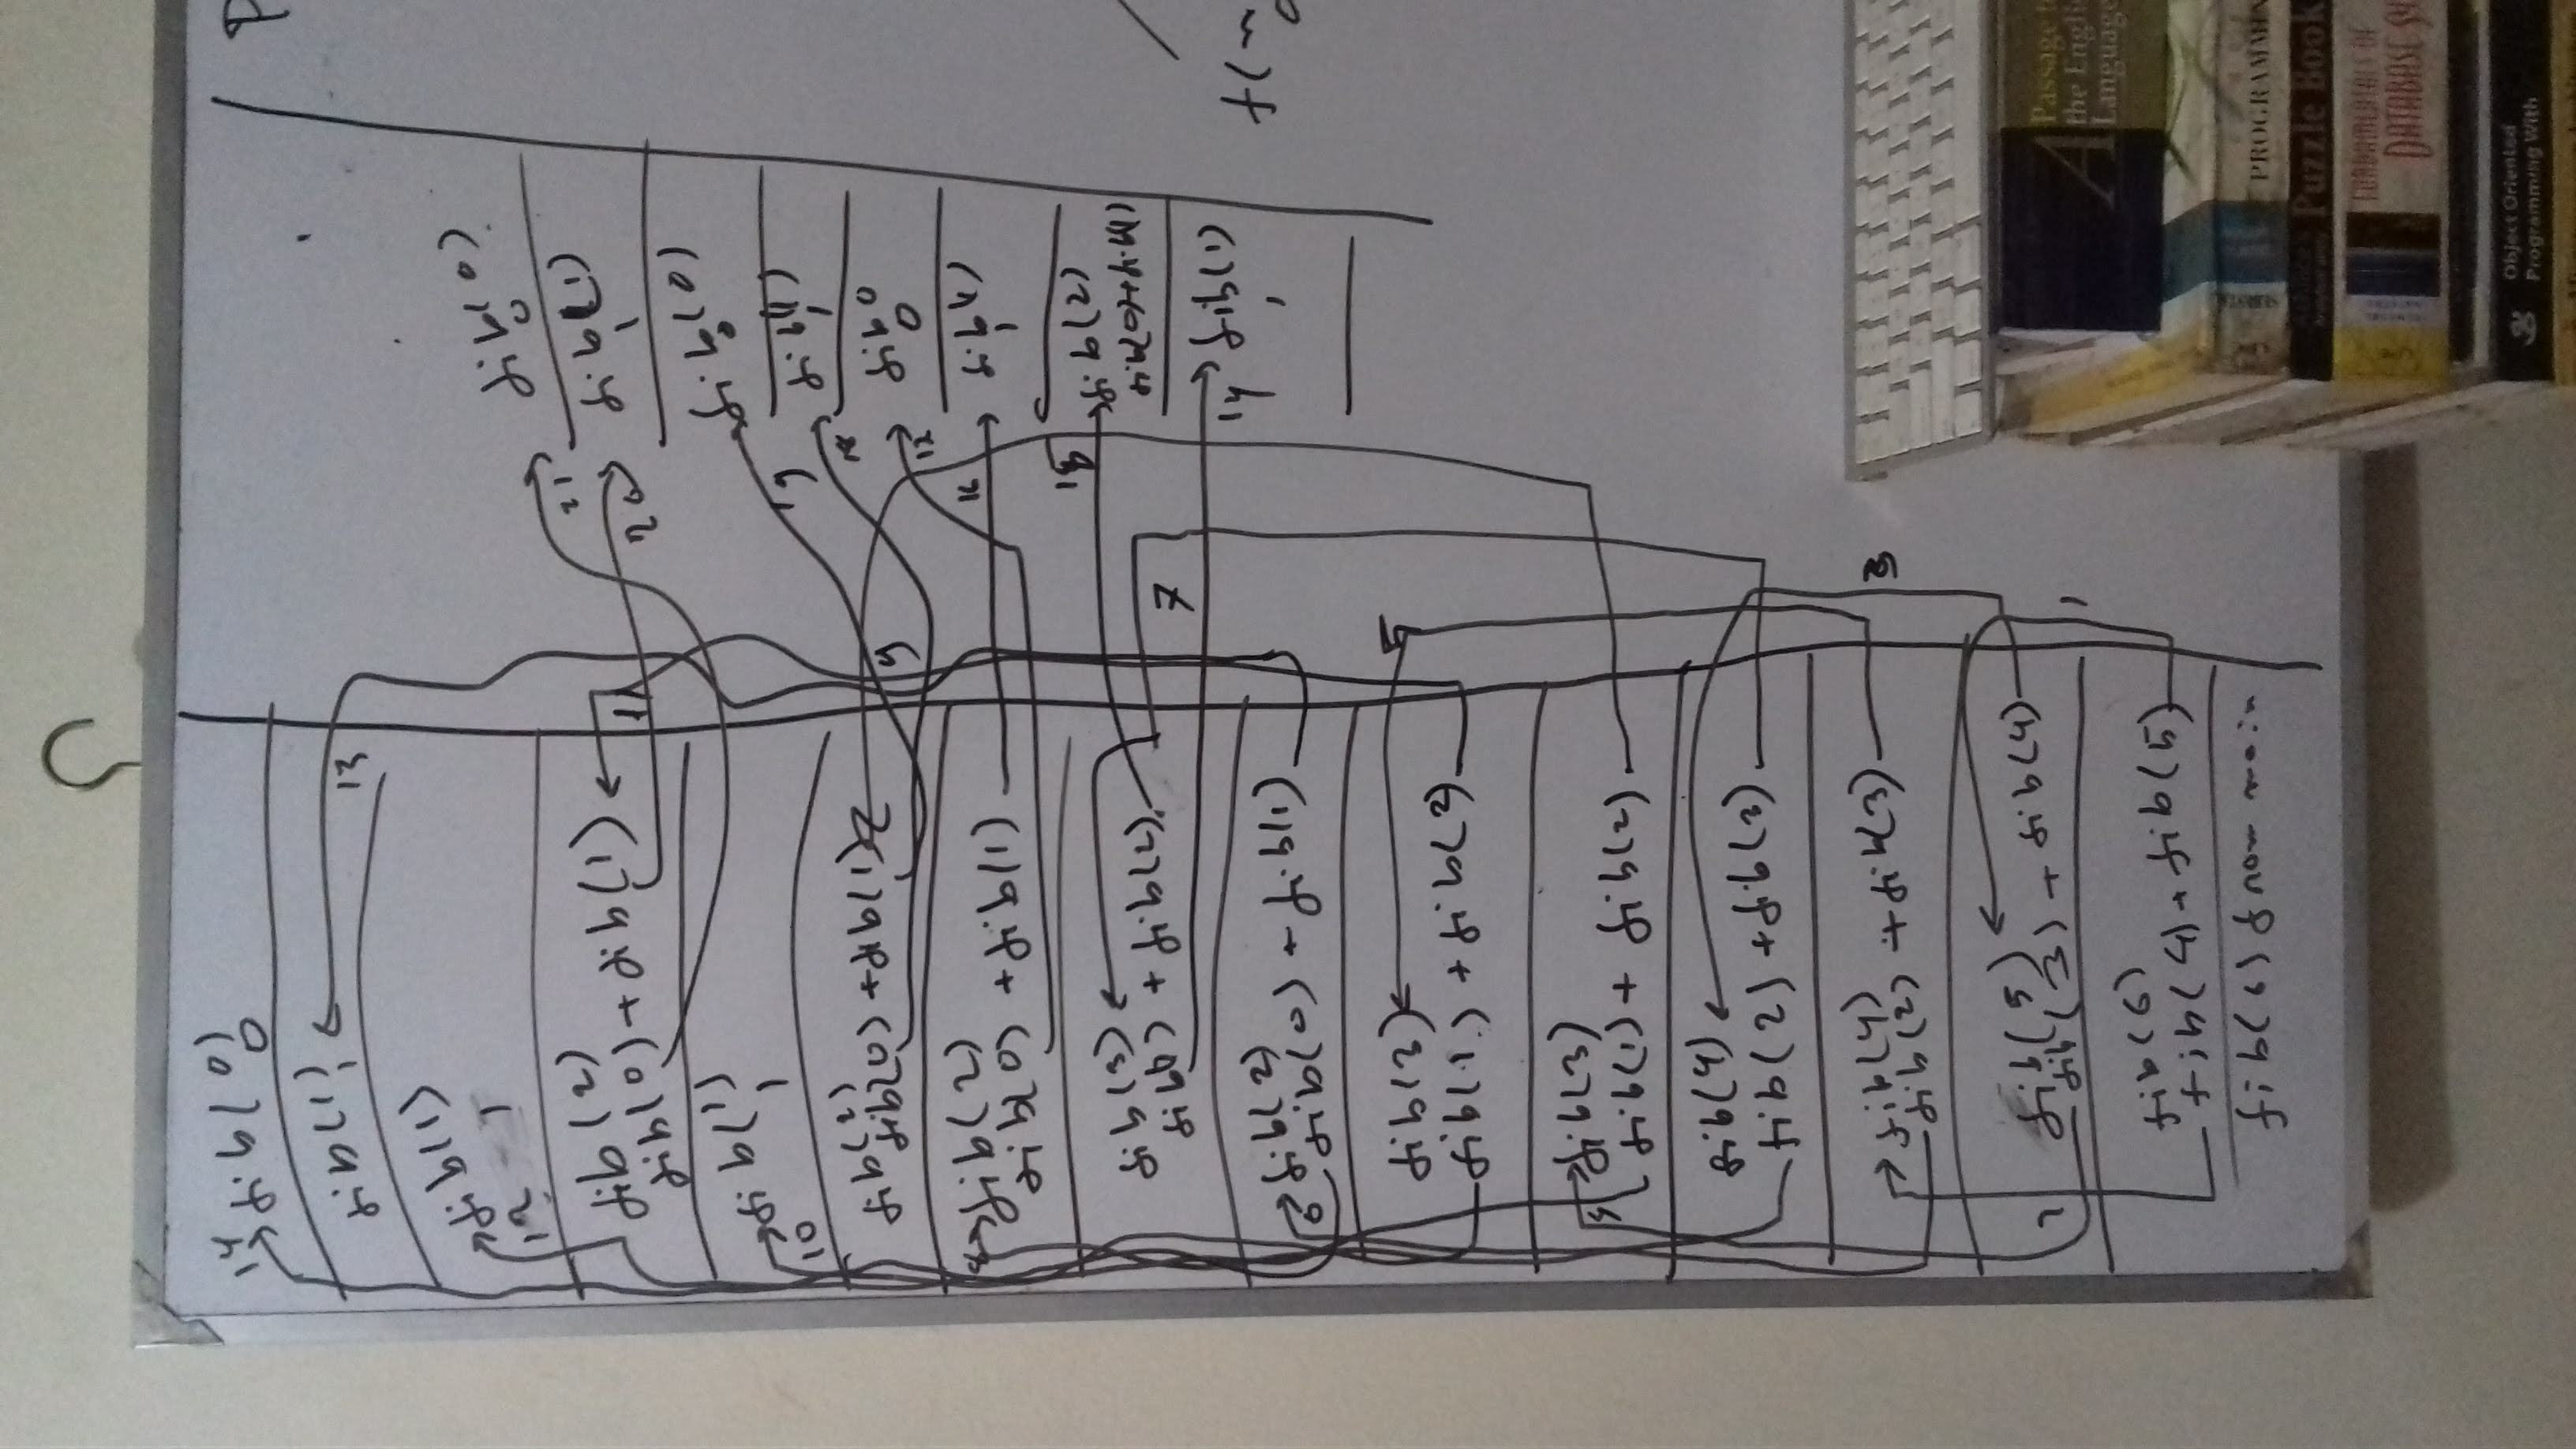 14 fib(0)
0
fib(1)
1
13
fib(1)
12 1
fib(2)
fib(0) + fib(1)
11
fib(1)
1
10
fib(2)
fib(0) + fib(1)
9
fib(2)
fib(0) + fib(1)
fib(3)
fib(1) + fib(2)
7
fib(2)
6 fib(0) + fib(1)
fib(3)
5
fib(1) + fib(2)
fib(3)
fib(1) + fib(2)
fib(4)
fib(2) + fib(3)
fib(4)
fib(2) + fib(3)
3
fib(5)
fib(3) + fib(4)
1
fib(6)
fib(4) + fib(5)
fib(6) from main
fib(0)
0
21
fib(1)
1
20
fib(0)
0
19
fib(1)
1
18
fib 0
0
fib(1)
1
16
fib(2)
fib(0)+fib(1)
14 fib(1)
1
P
f(n
A Passage to
the Engli
Language
PROGRAMMIN
Puzzle Book
FUNDAMENTALS OF
DATABASE SY
Object Oriented
Programming With